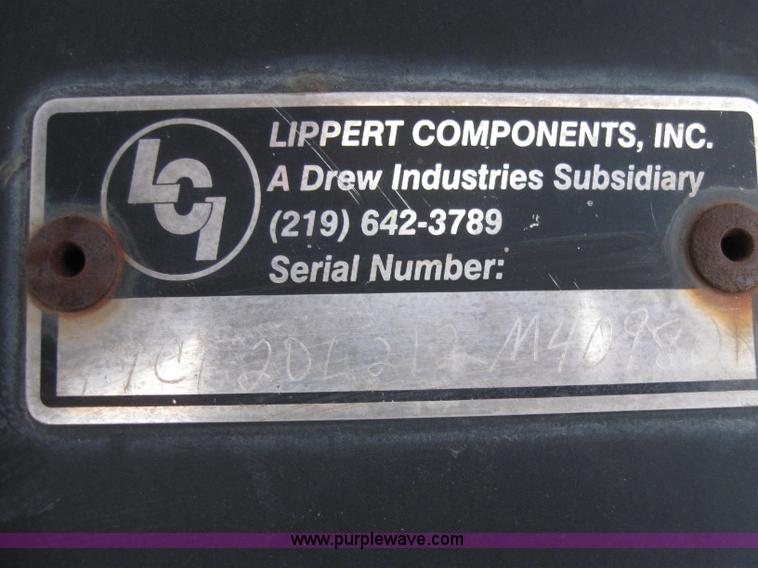 LCI
LIPPERT COMPONENTS, INC.
A Drew Industries Subsidiary
(219) 642-3789
Serial Number:
www.purplewave.com